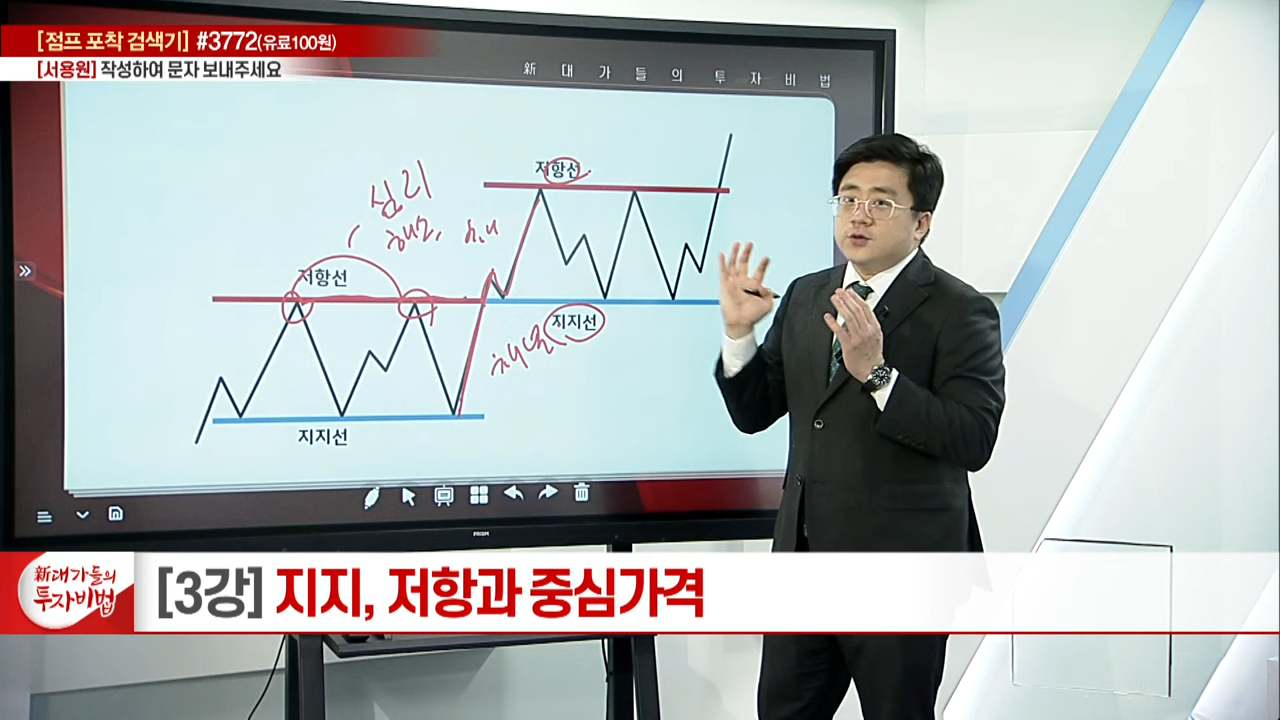 [점프 포착 검색기] #3772(유료100원)
[서용원] 작성하여 문자 보내주세요
新 대 가 들 의 투 자 비 법
저항선
심리
저항선
지지선
채널
지지선
PRISM
新대가들의
투자비법
[3강] 지지, 저항과 중심가격